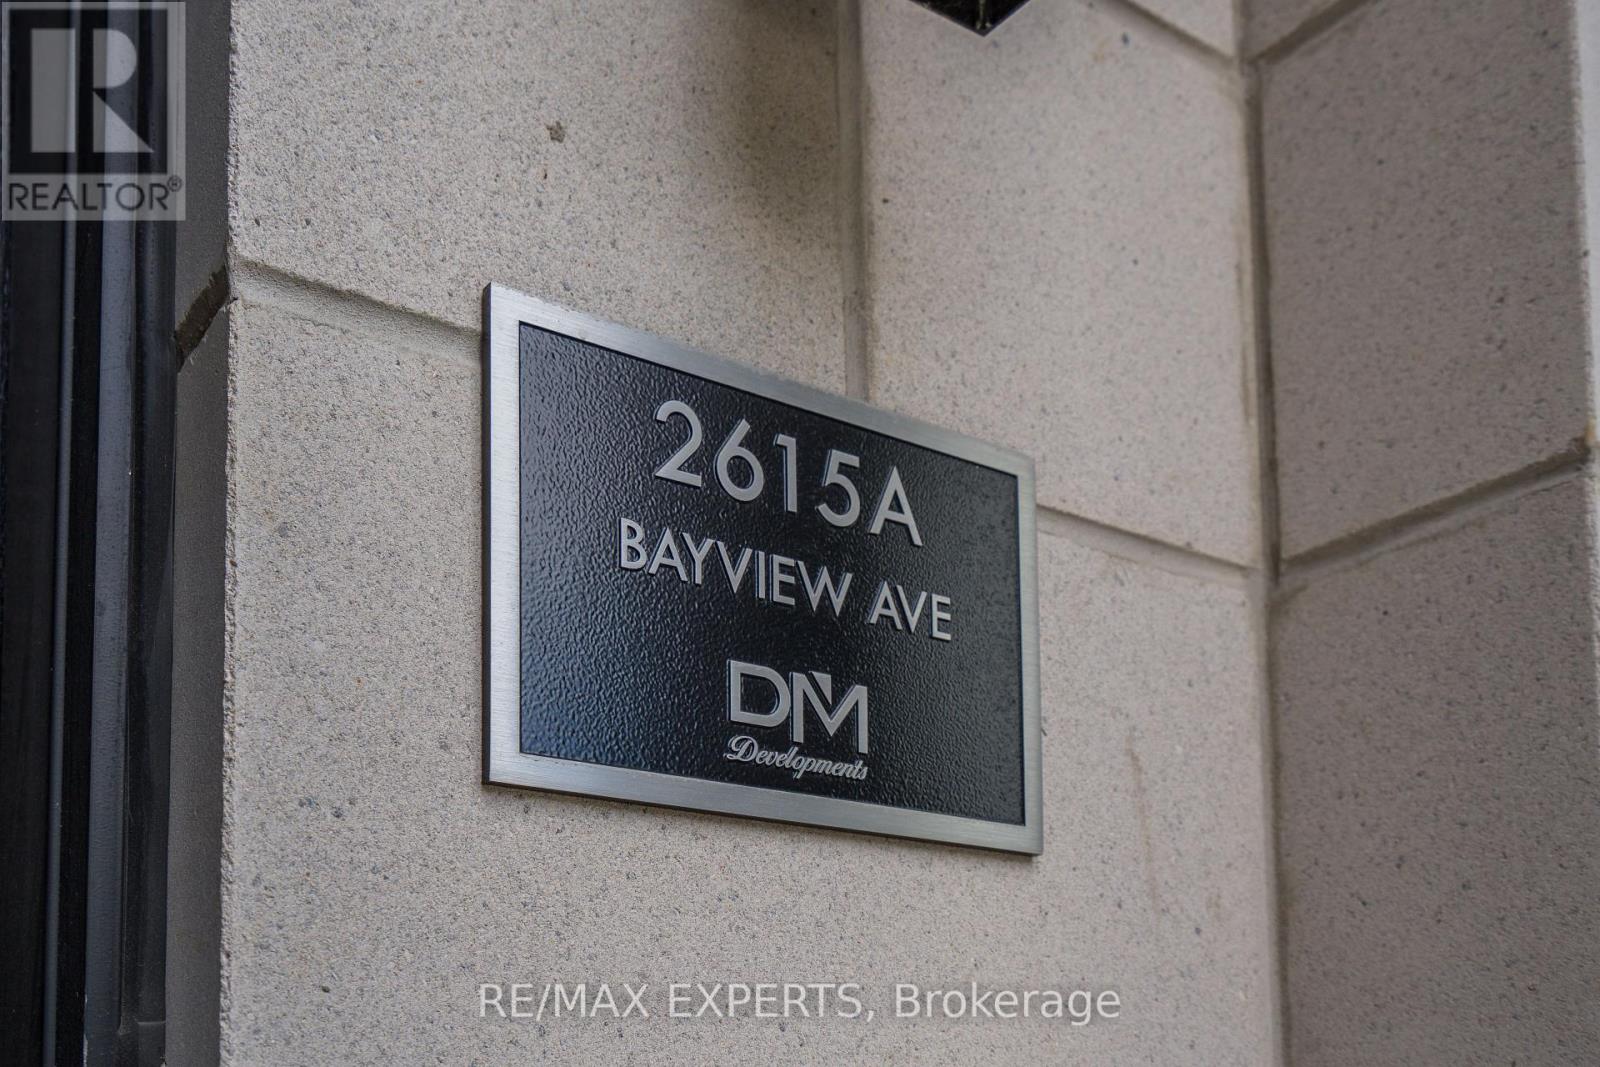 REALTOR®
2615A
BAYVIEW AVE
DM
Developments
RE/MAX EXPERTS, Brokerage